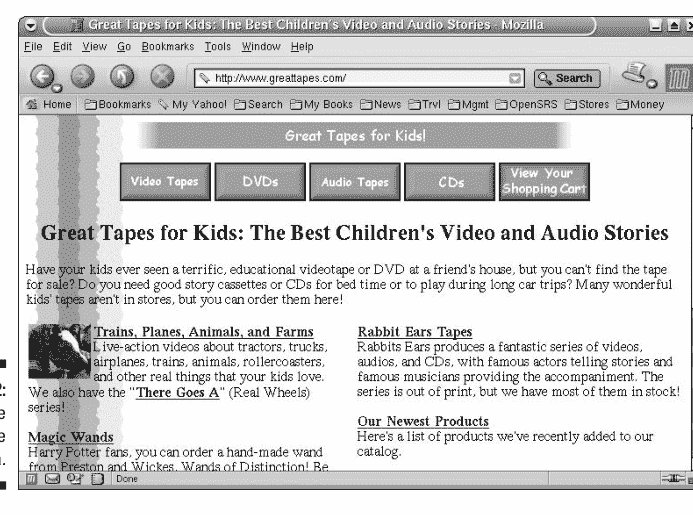 Great Tapes for Kids: The Best Children's Video and Audio Stories - Mozilla
File Edit View Go Bookmarks Tools Window Help
http://www.greattapes.com/ Search
Home Bookmarks My Yahoo! Search My Books News Trvl Mgmt OpenSRS Stores Money
Great Tapes for Kids!
Video Tapes DVDs Audio Tapes CDs View Your Shopping Cart
Great Tapes for Kids: The Best Children's Video and Audio Stories
Have your kids ever seen a terrific, educational videotape or DVD at a friend's house, but you can't find the tape
for sale? Do you need good story cassettes or CDs for bed time or to play during long car trips? Many wonderful
kids' tapes aren't in stores, but you can order them here!
Trains, Planes, Animals, and Farms
Live-action videos about tractors, trucks,
airplanes, trains, animals, rollercoasters,
and other real things that your kids love.
We also have the "There Goes A" (Real Wheels)
series!
Magic Wands
Harry Potter fans, you can order a hand-made wand
from Preston and Wickes, Wands of Distinction! Be
Rabbit Ears Tapes
Rabbits Ears produces a fantastic series of videos,
audios, and CDs, with famous actors telling stories and
famous musicians providing the accompaniment. The
series is out of print, but we have most of them in stock!
Our Newest Products
Here's a list of products we've recently added to our
catalog.
Done